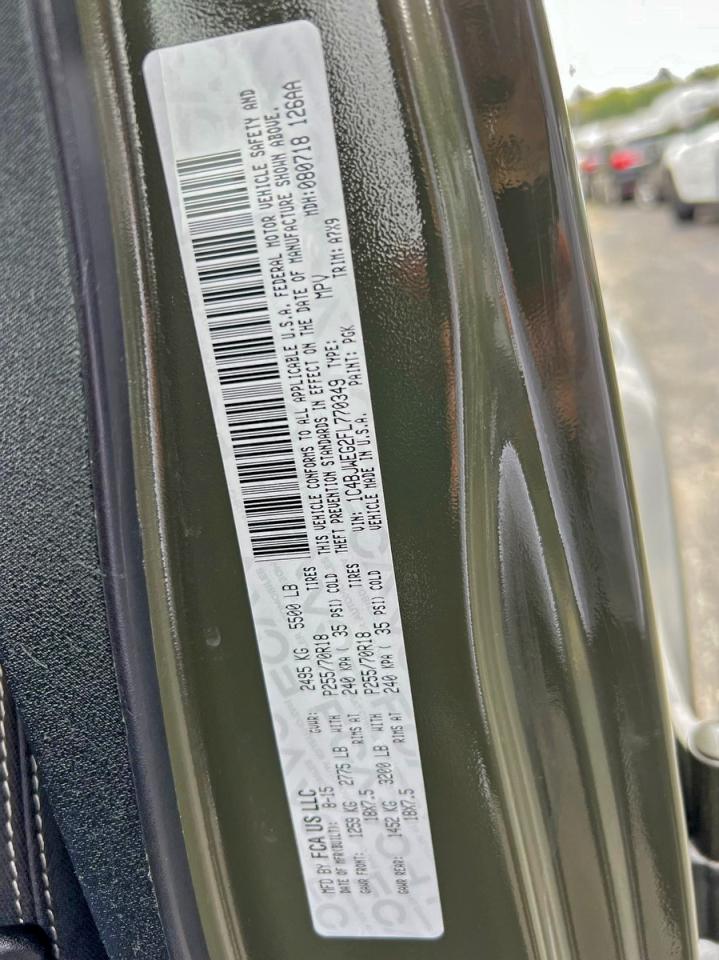 MFD BY FCA US LLC
DATE OF MFR(BUILT): 8-15 GVWR: 2495 KG 5500 LB
GAWR FRONT: 1259 KG 2775 LB WITH P255/70R18 TIRES
18X7.5 RIMS AT 240 KPA ( 35 PSI) COLD
GAWR REAR: 1452 KG 3200 LB WITH P255/70R18 TIRES
18X7.5 RIMS AT 240 KPA ( 35 PSI) COLD
THIS VEHICLE CONFORMS TO ALL APPLICABLE U.S.A. FEDERAL MOTOR VEHICLE SAFETY AND
THEFT PREVENTION STANDARDS IN EFFECT ON THE DATE OF MANUFACTURE SHOWN ABOVE.
VIN: 1C4BJWEG2FL770349 TYPE: MPV MDH:080718 126AA
VEHICLE MADE IN U.S.A. PAINT: PGK TRIM: A7X9